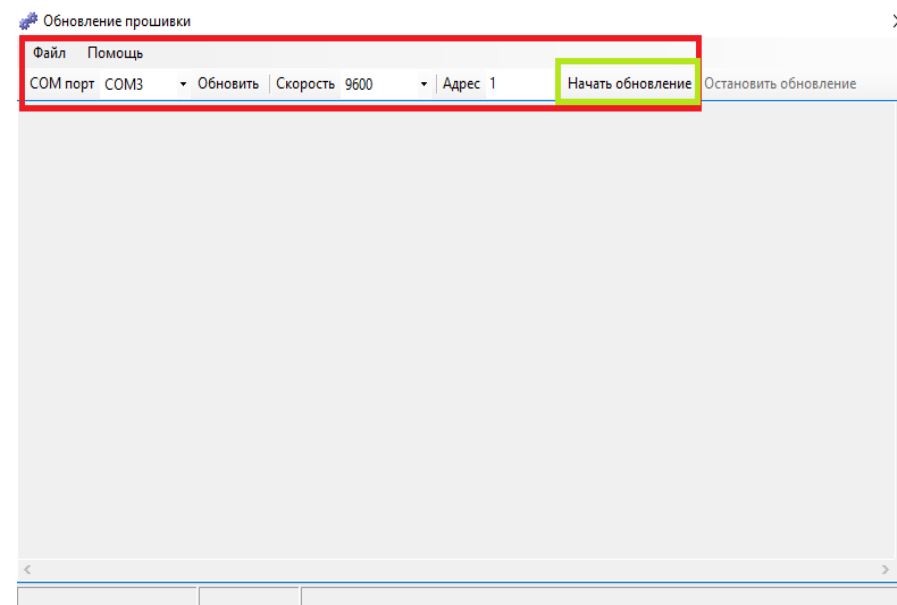 Обновление прошивки
Файл Помощь
COM порт COM3 Обновить Скорость 9600 Адрес 1 Начать обновление Остановить обновление